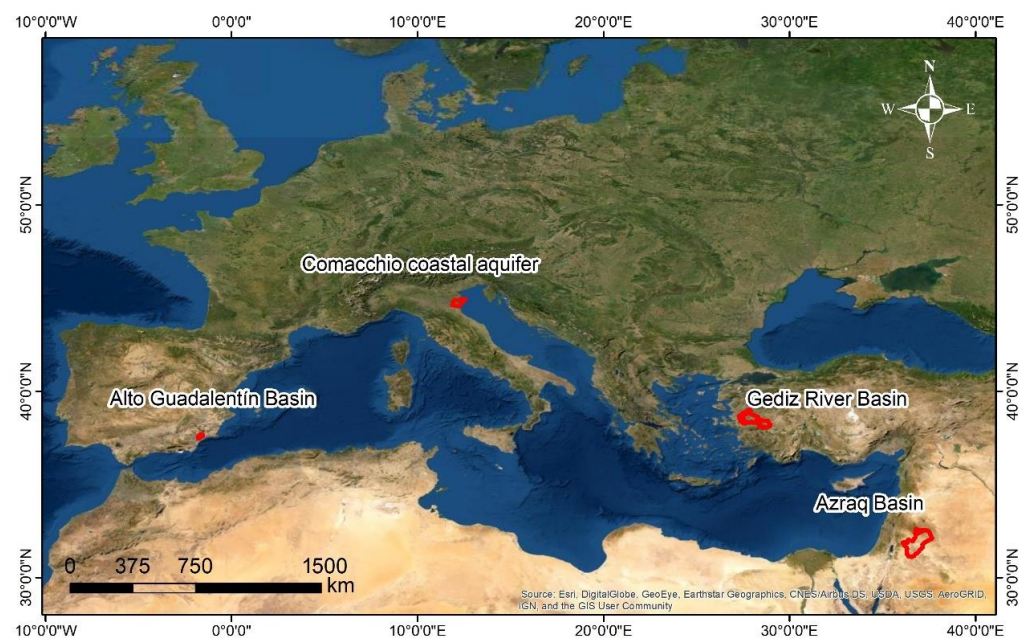 10°0'0"W 0°0'0" 10°0'0"E 20°0'0"E 30°0'0"E 40°0'0"E
N
W E
S
50°0'0"N 50°0'0"N
Comacchio coastal aquifer
40°0'0"N 40°0'0"N
Alto Guadalentín Basin
Gediz River Basin
Azraq Basin
0 375 750 1500
km
30°0'0"N 30°0'0"N
Source: Esri, DigitalGlobe, GeoEye, Earthstar Geographics, CNES/Airbus DS, USDA, USGS, AeroGRID,
IGN, and the GIS User Community
10°0'0"W 0°0'0" 10°0'0"E 20°0'0"E 30°0'0"E 40°0'0"E